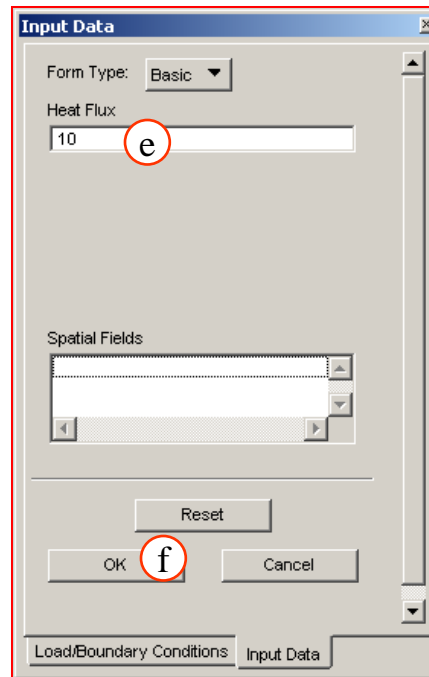 Input Data
Form Type: Basic
Heat Flux
10 e
Spatial Fields
Reset
OK f Cancel
Load/Boundary Conditions Input Data